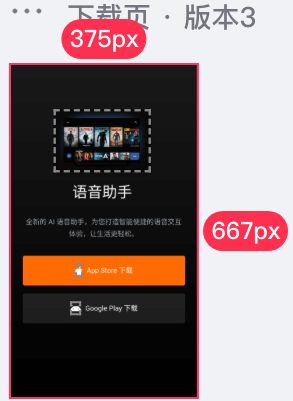 ··· 下载页 · 版本3
375px
667px
语音助手
全新的 AI 语音助手，为您打造智能便捷的语音交互
体验，让生活更轻松。
App Store 下载
Google Play 下载